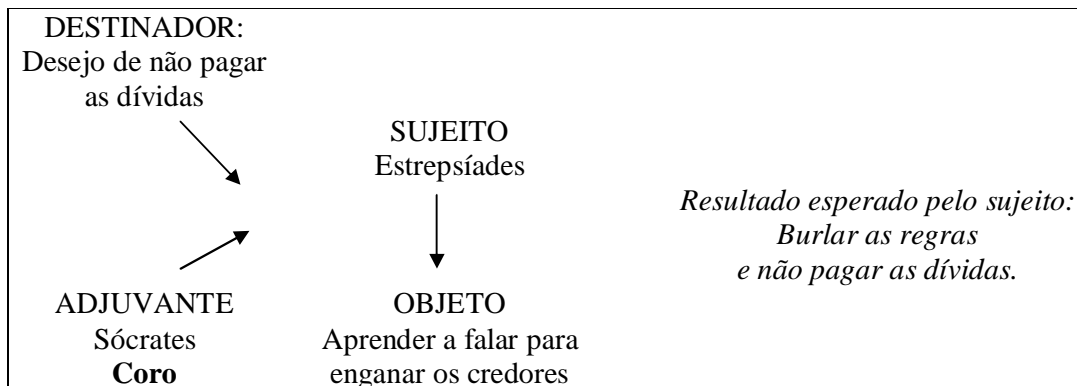 DESTINADOR:
Desejo de não pagar
as dívidas
SUJEITO
Estrepsíades
Resultado esperado pelo sujeito:
Burlar as regras
e não pagar as dívidas.
ADJUVANTE
Sócrates
Coro
OBJETO
Aprender a falar para
enganar os credores